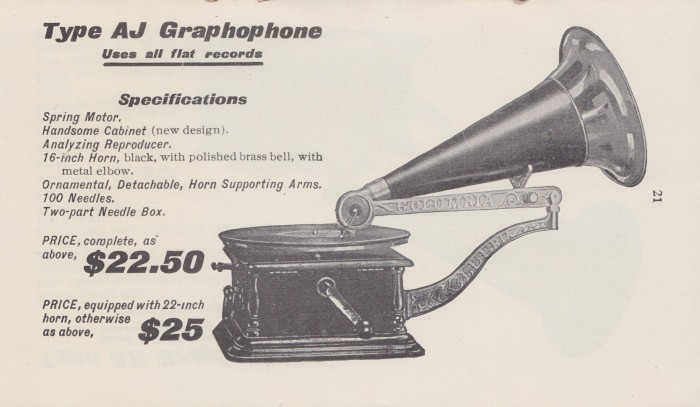 Type AJ Graphophone
Uses all flat records
Specifications
Spring Motor.
Handsome Cabinet (new design).
Analyzing Reproducer.
16-inch Horn, black, with polished brass bell, with
metal elbow.
Ornamental, Detachable, Horn Supporting Arms.
100 Needles.
Two-part Needle Box.
PRICE, complete, as
above, $22.50
PRICE, equipped with 22-inch
horn, otherwise
as above, $25
COLUMBIA
21